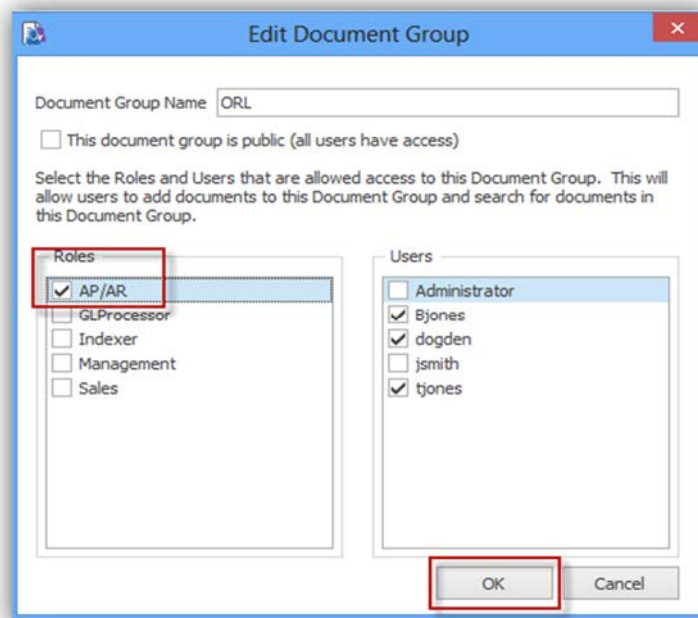 Edit Document Group
Document Group Name ORL
This document group is public (all users have access)
Select the Roles and Users that are allowed access to this Document Group. This will
allow users to add documents to this Document Group and search for documents in
this Document Group.
Roles
AP/AR
GLProcessor
Indexer
Management
Sales
Users
Administrator
Bjones
dogden
jsmith
tjones
OK Cancel